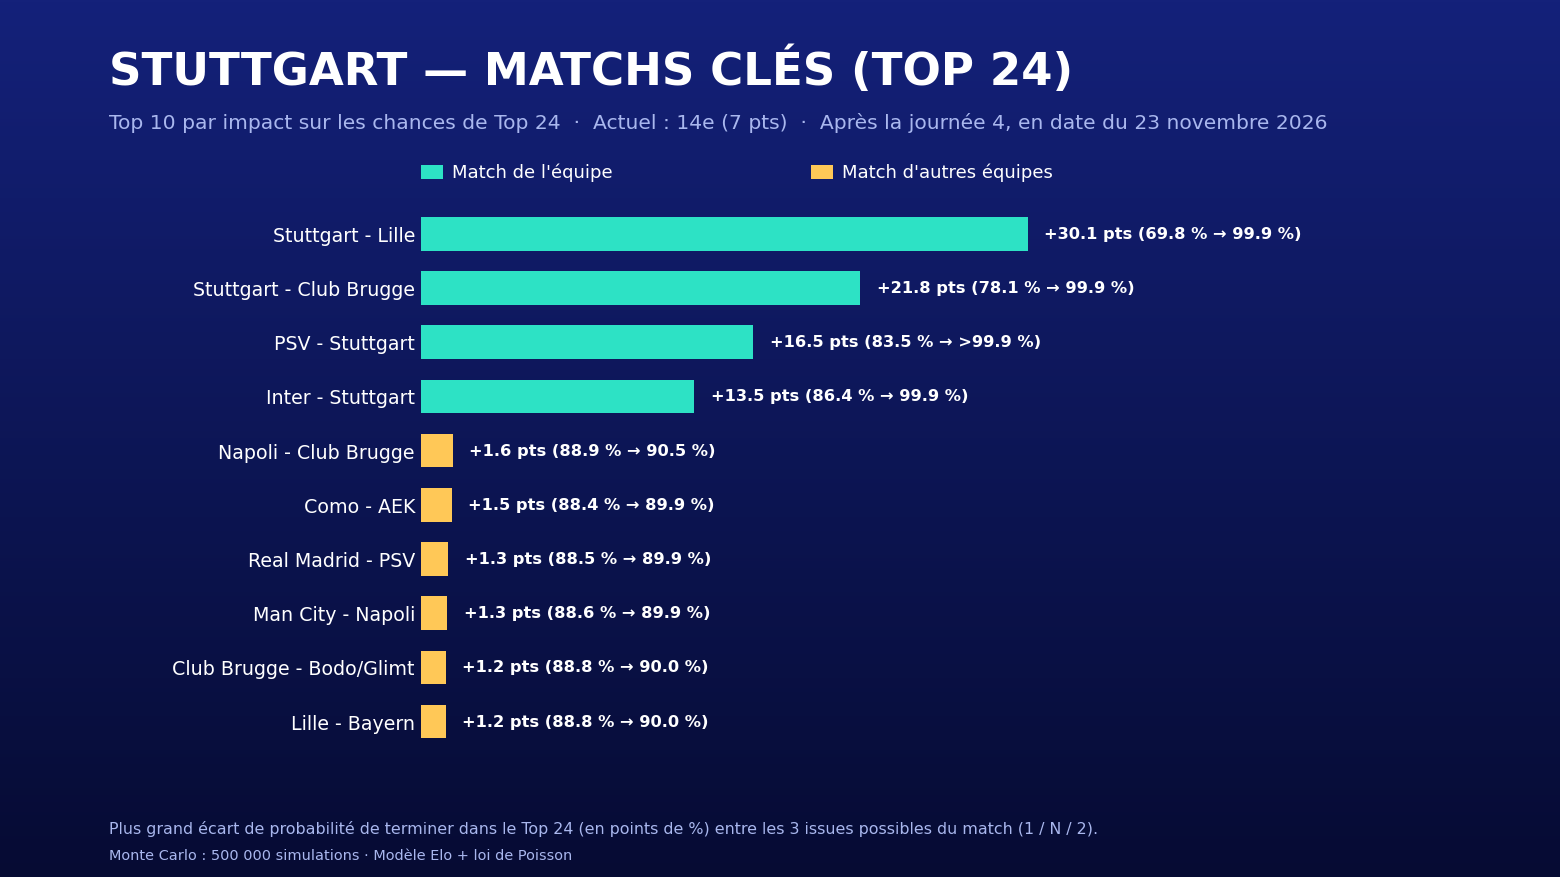 STUTTGART — MATCHS CLÉS (TOP 24)
Top 10 par impact sur les chances de Top 24 · Actuel : 14e (7 pts) · Après la journée 4, en date du 23 novembre 2026
Match de l'équipe Match d'autres équipes
Stuttgart - Lille +30.1 pts (69.8 % → 99.9 %)
Stuttgart - Club Brugge +21.8 pts (78.1 % → 99.9 %)
PSV - Stuttgart +16.5 pts (83.5 % → >99.9 %)
Inter - Stuttgart +13.5 pts (86.4 % → 99.9 %)
Napoli - Club Brugge +1.6 pts (88.9 % → 90.5 %)
Como - AEK +1.5 pts (88.4 % → 89.9 %)
Real Madrid - PSV +1.3 pts (88.5 % → 89.9 %)
Man City - Napoli +1.3 pts (88.6 % → 89.9 %)
Club Brugge - Bodo/Glimt +1.2 pts (88.8 % → 90.0 %)
Lille - Bayern +1.2 pts (88.8 % → 90.0 %)
Plus grand écart de probabilité de terminer dans le Top 24 (en points de %) entre les 3 issues possibles du match (1 / N / 2).
Monte Carlo : 500 000 simulations · Modèle Elo + loi de Poisson